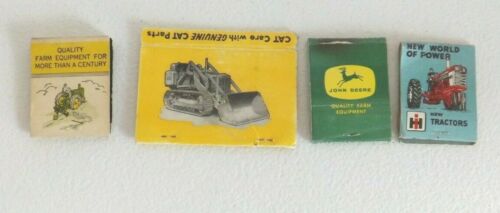 QUALITY
FARM EQUIPMENT FOR
MORE THAN A CENTURY
CAT Care with GENUINE CAT Parts
JOHN DEERE
QUALITY FARM
EQUIPMENT
NEW WORLD
OF POWER
IH
NEW
TRACTORS